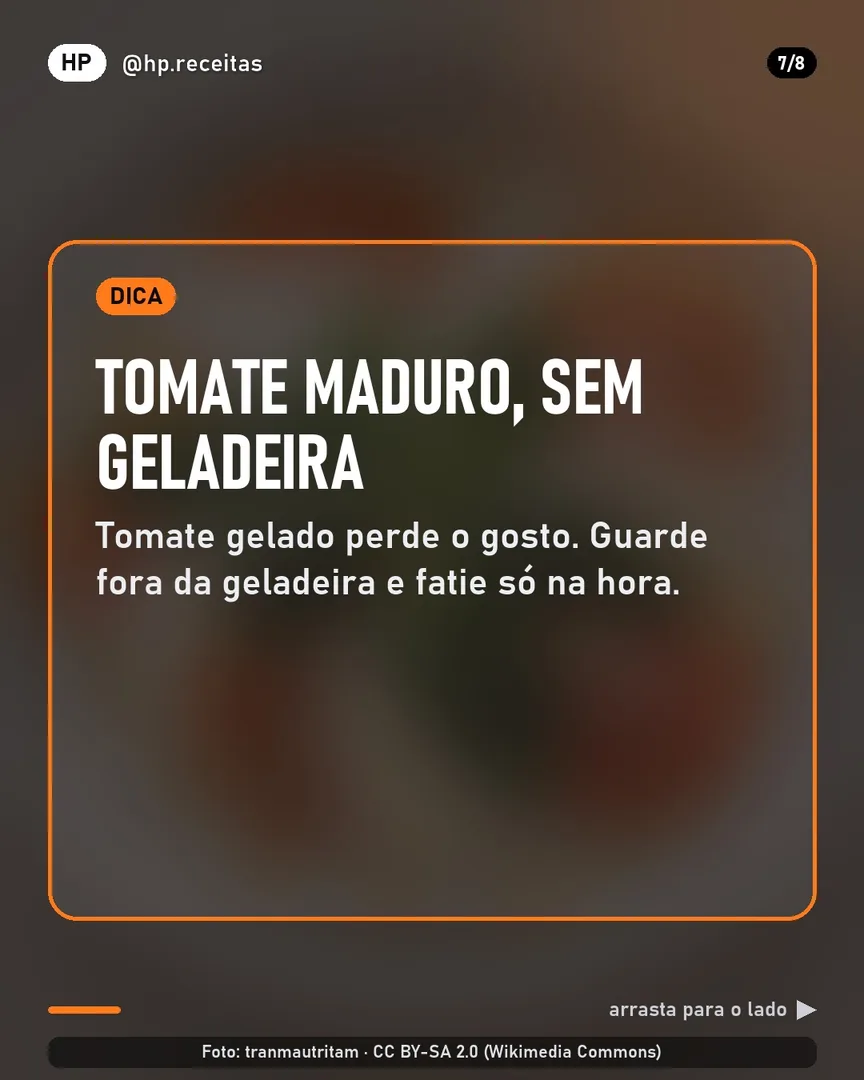 HP @hp.receitas 7/8
DICA
TOMATE MADURO, SEM
GELADEIRA
Tomate gelado perde o gosto. Guarde
fora da geladeira e fatie só na hora.
arrasta para o lado ▶
Foto: tranmautritam · CC BY-SA 2.0 (Wikimedia Commons)